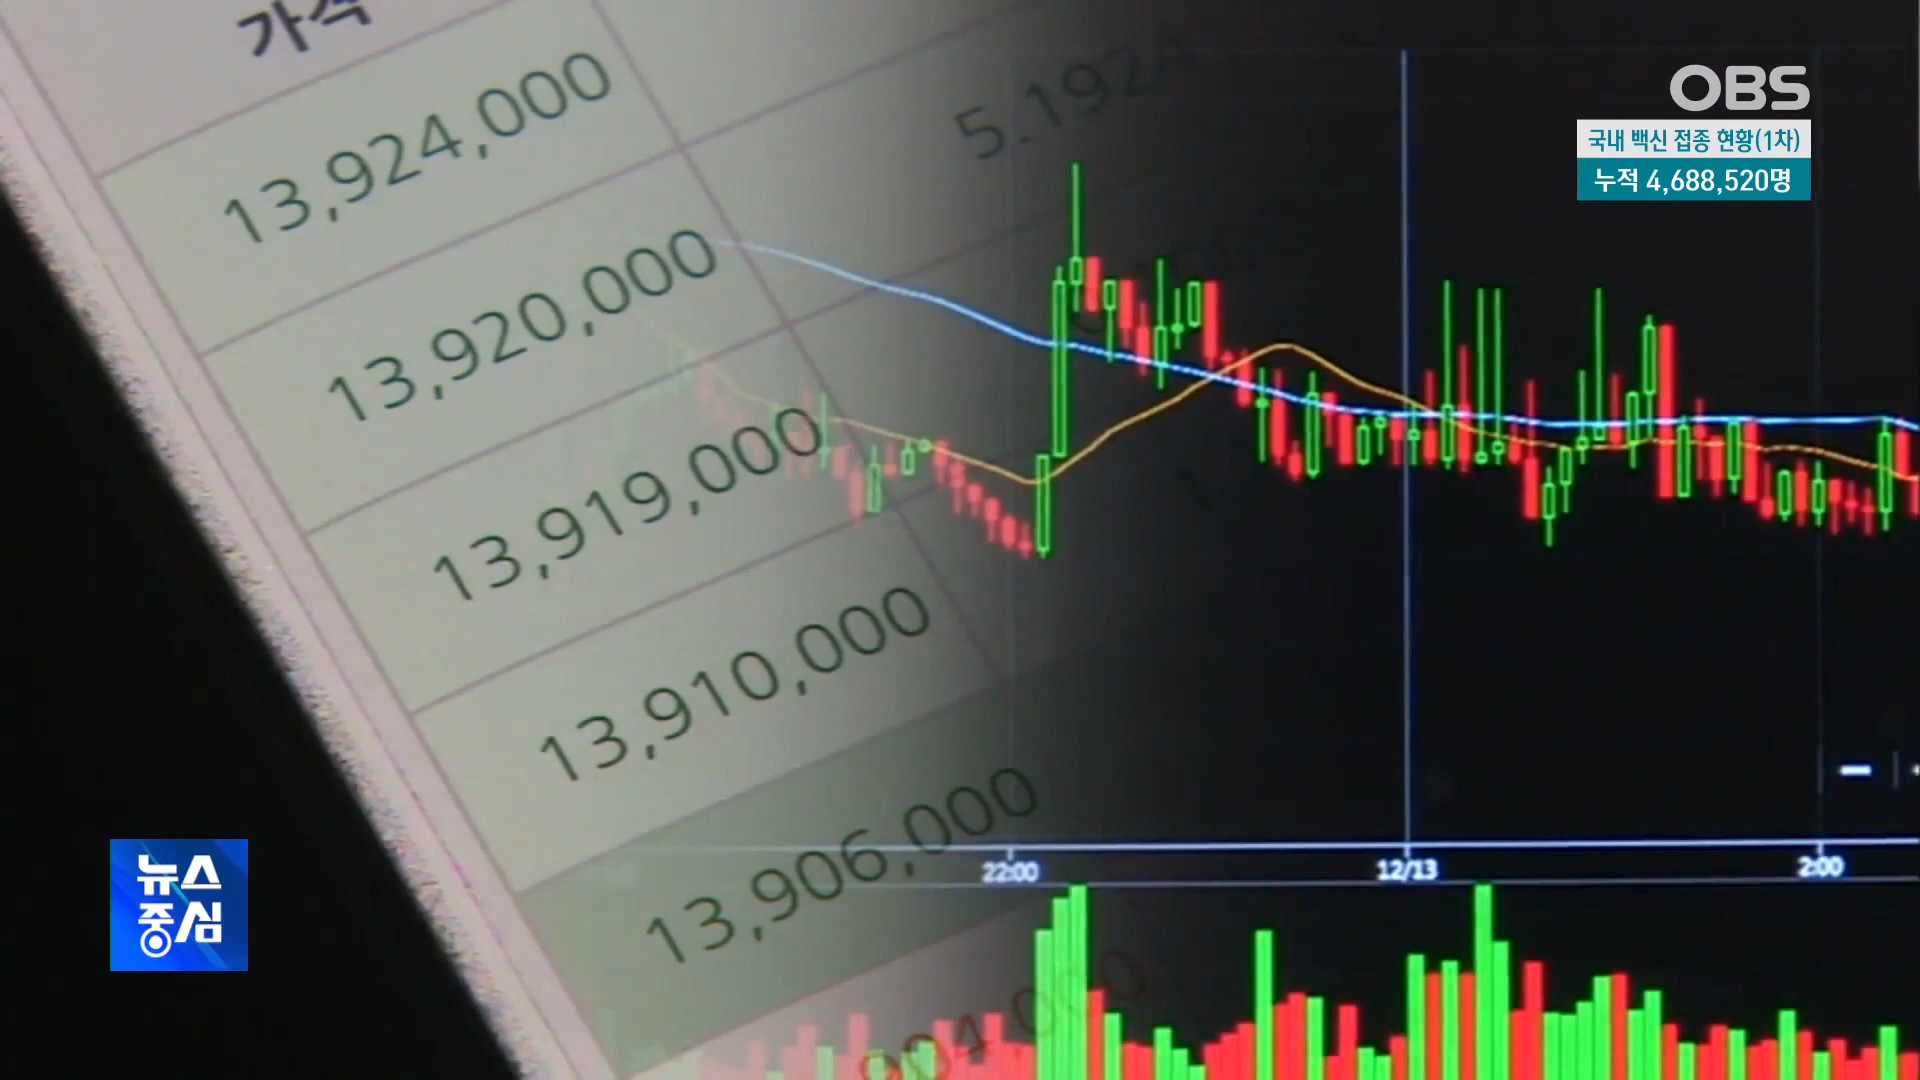 가격
13,924,000
5.192
13,920,000
13,919,000
13,910,000
13,906,000
904,000
OBS
국내 백신 접종 현황(1차)
누적 4,688,520명
22:00
12/13
2:00
뉴스
중심